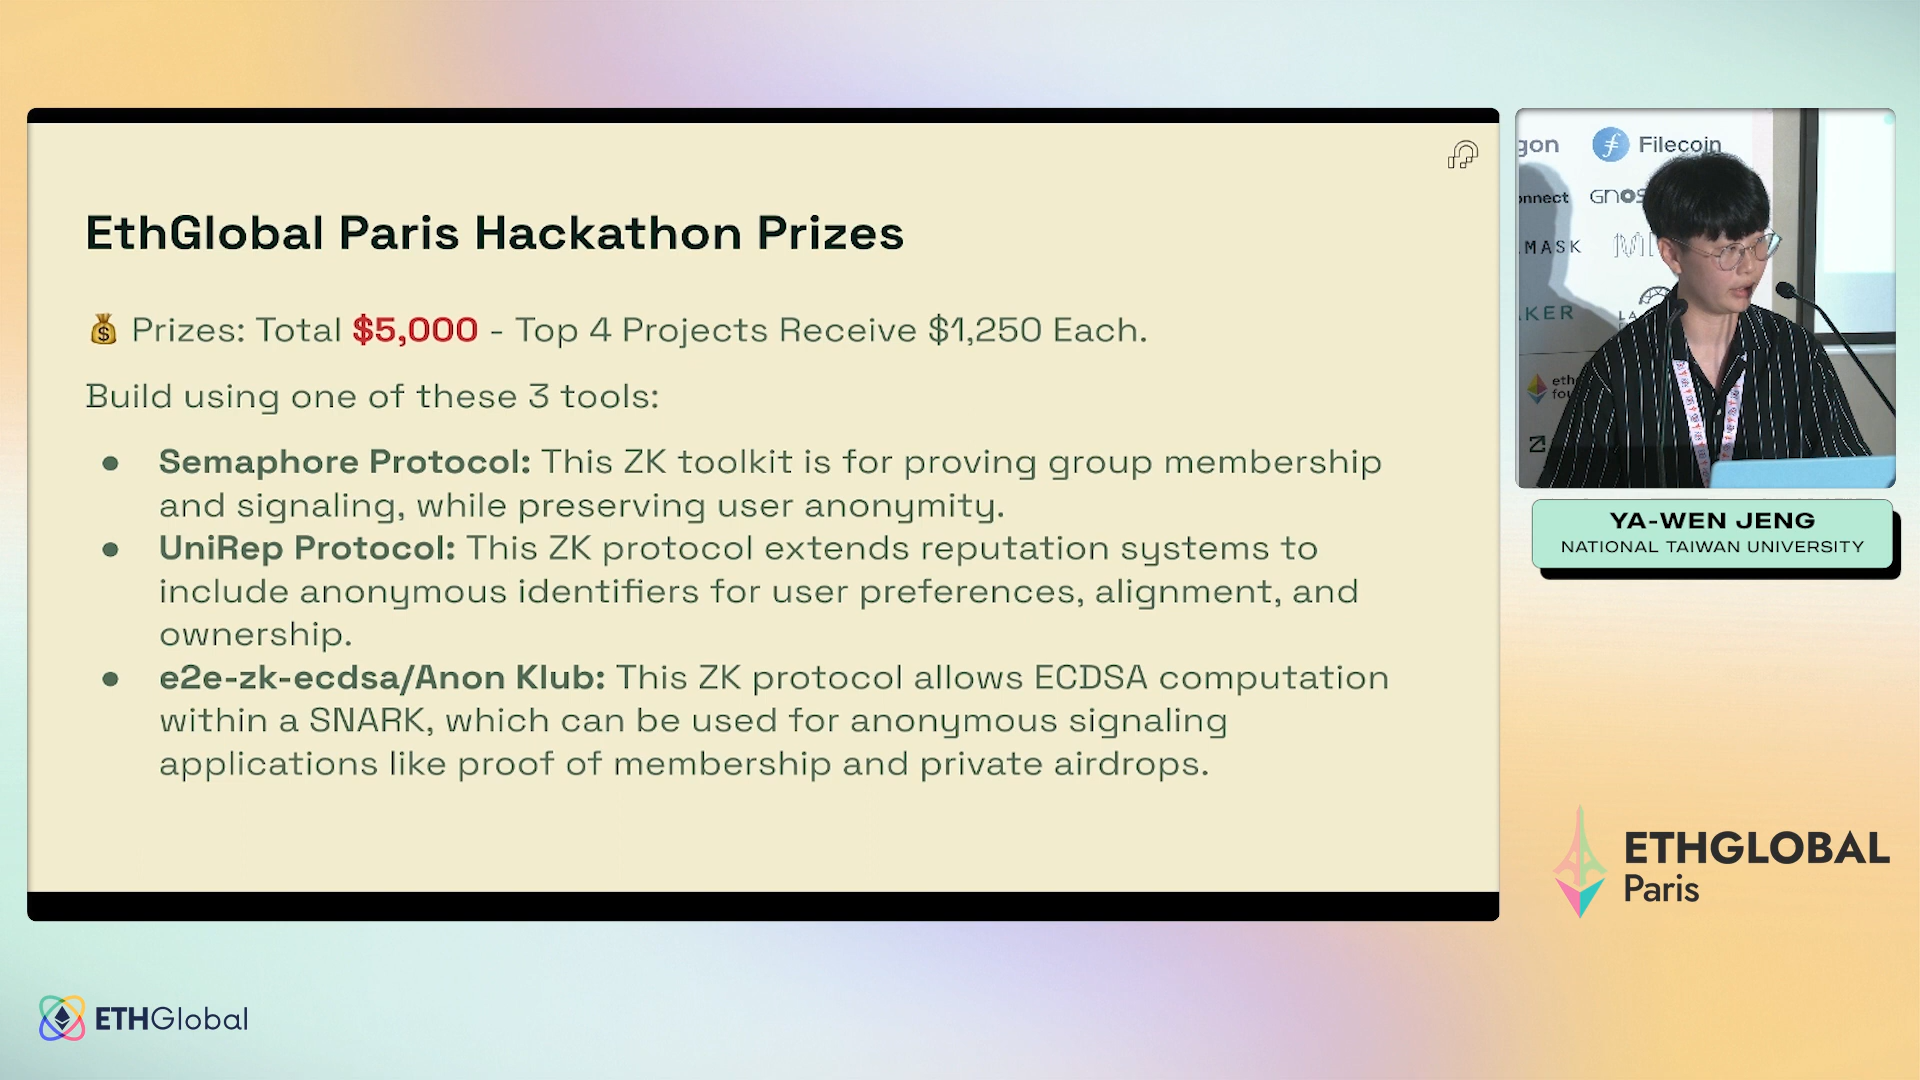 EthGlobal Paris Hackathon Prizes
💰 Prizes: Total $5,000 - Top 4 Projects Receive $1,250 Each.
Build using one of these 3 tools:
● Semaphore Protocol: This ZK toolkit is for proving group membership
and signaling, while preserving user anonymity.
● UniRep Protocol: This ZK protocol extends reputation systems to
include anonymous identifiers for user preferences, alignment, and
ownership.
● e2e-zk-ecdsa/Anon Klub: This ZK protocol allows ECDSA computation
within a SNARK, which can be used for anonymous signaling
applications like proof of membership and private airdrops.
Filecoin
YA-WEN JENG
NATIONAL TAIWAN UNIVERSITY
ETHGLOBAL
Paris
ETHGlobal